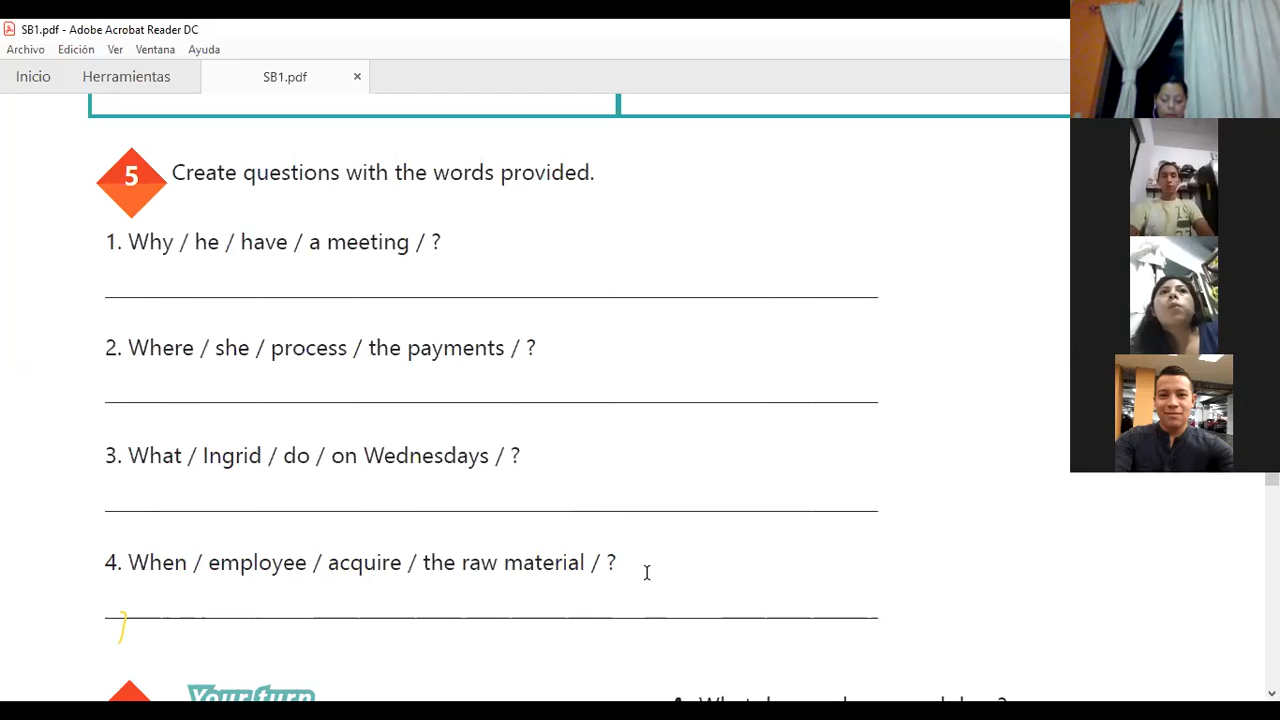 SB1.pdf - Adobe Acrobat Reader DC
Archivo Edición Ver Ventana Ayuda
Inicio Herramientas SB1.pdf ×
5 Create questions with the words provided.
1. Why / he / have / a meeting / ?
2. Where / she / process / the payments / ?
3. What / Ingrid / do / on Wednesdays / ?
4. When / employee / acquire / the raw material / ?
Your turn